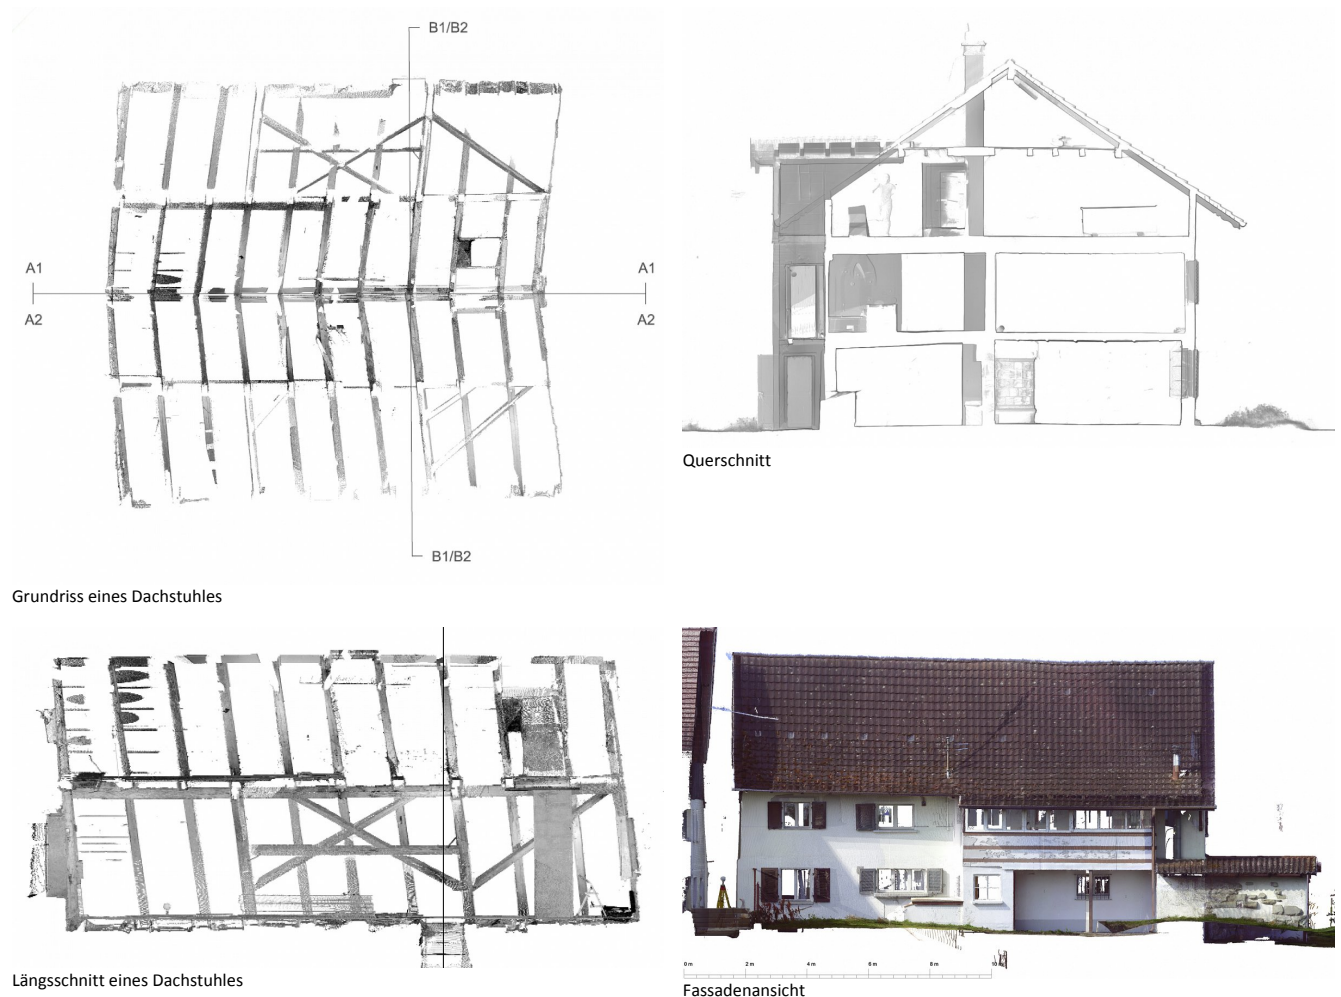 B1/B2
A1
A1
A2
A2
B1/B2
Grundriss eines Dachstuhles
Querschnitt
Längsschnitt eines Dachstuhles
0 m 2 m 4 m 6 m 8 m 10
Fassadenansicht